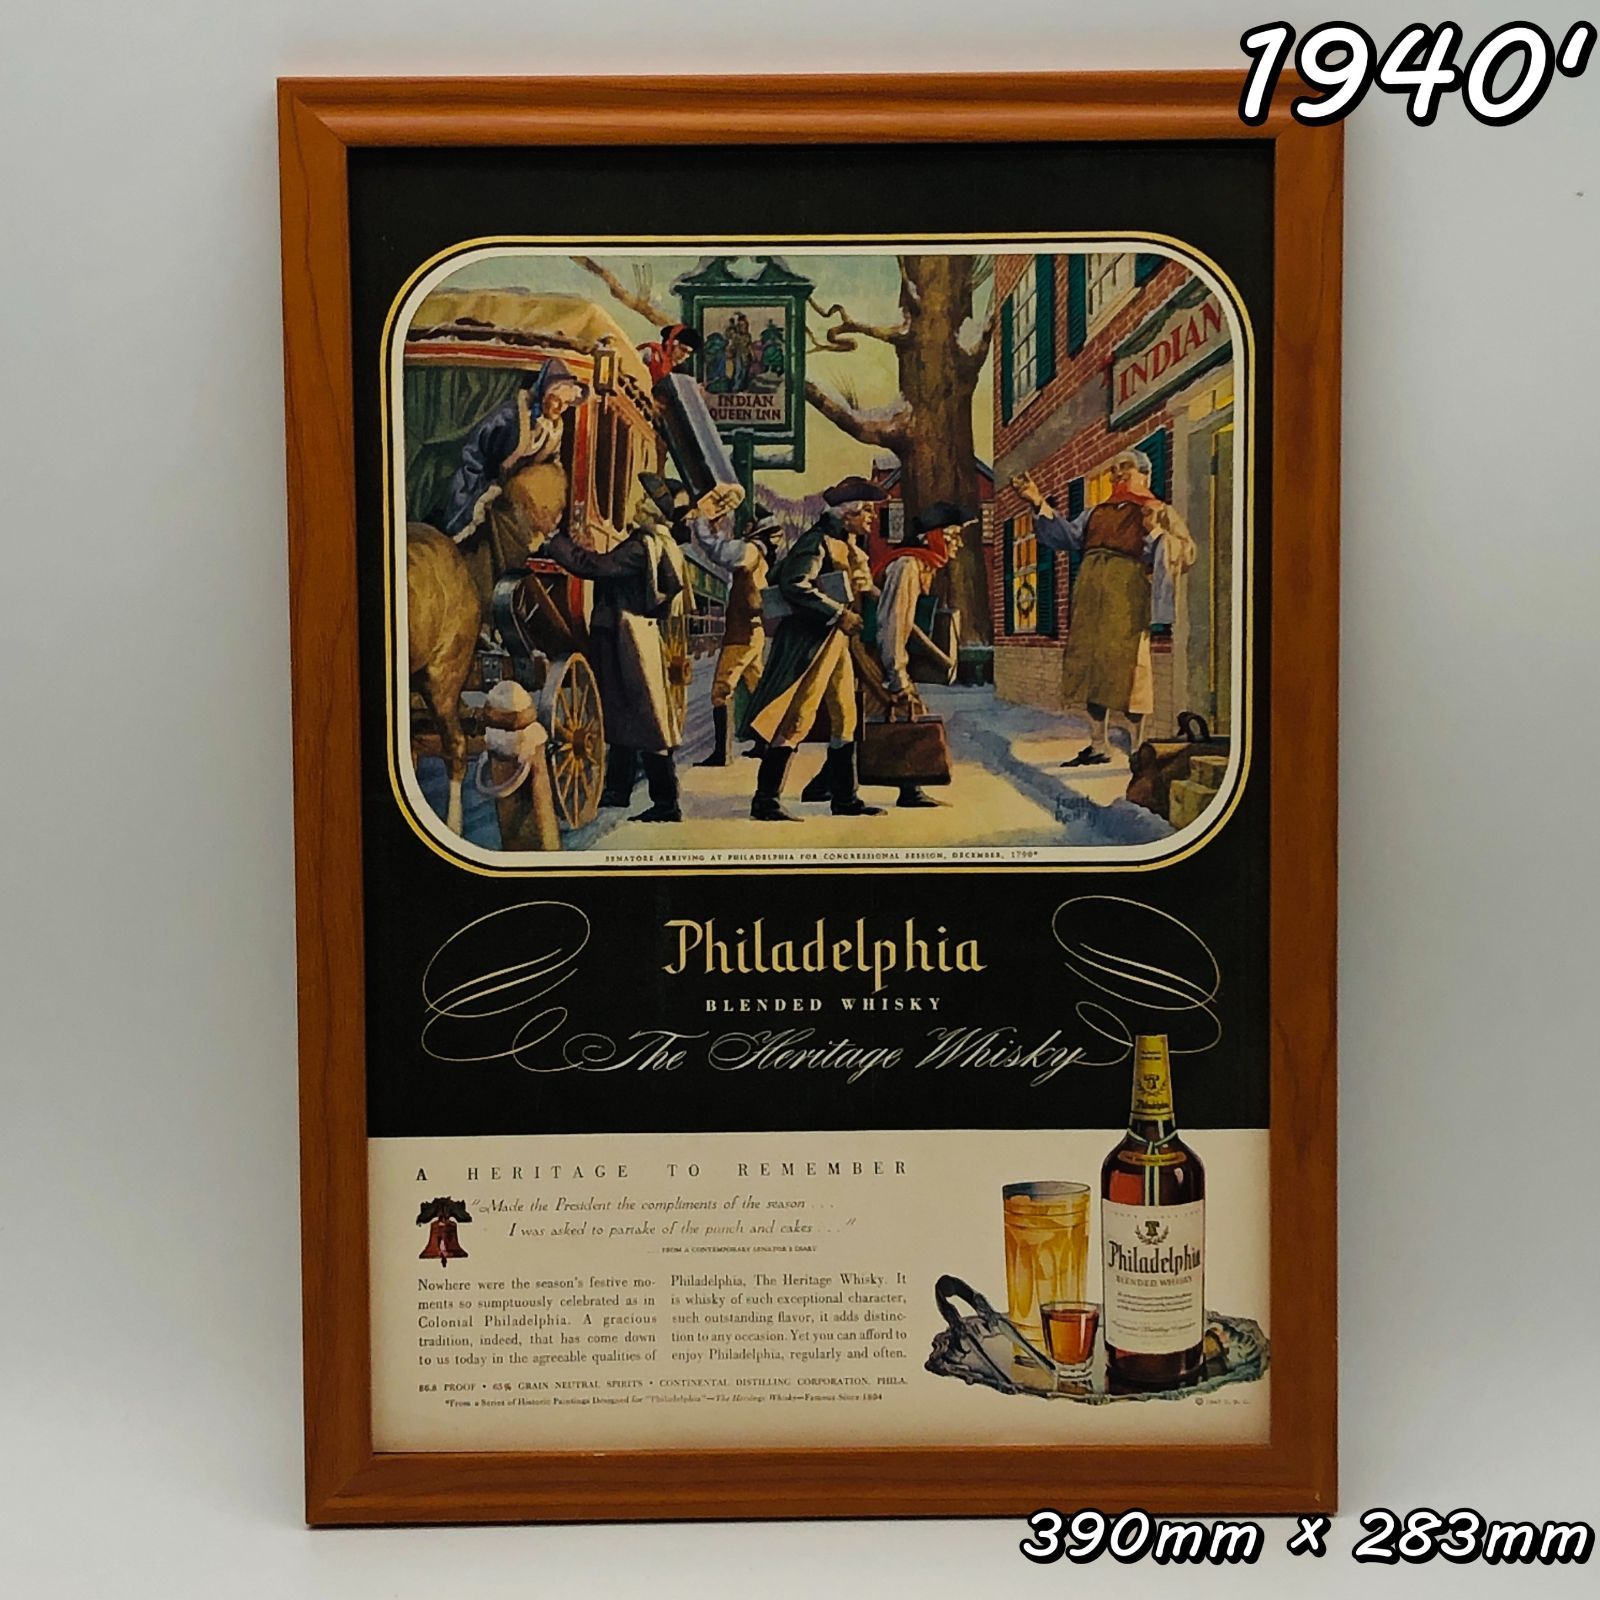 1940'
INDIAN
QUEEN INN
INDIAN
Frank
Reilly
SENATORS ARRIVING AT PHILADELPHIA FOR CONGRESSIONAL SESSION, DECEMBER, 1790*
Philadelphia
BLENDED WHISKY
The Heritage Whisky
A HERITAGE TO REMEMBER
"Made the President the compliments of the season . . .
I was asked to partake of the punch and cakes . . ."
. . . FROM A CONTEMPORARY SENATOR'S DIARY
Nowhere were the season's festive mo-
ments so sumptuously celebrated as in
Colonial Philadelphia. A gracious
tradition, indeed, that has come down
to us today in the agreeable qualities of
Philadelphia, The Heritage Whisky. It
is whisky of such exceptional character,
such outstanding flavor, it adds distinc-
tion to any occasion. Yet you can afford to
enjoy Philadelphia, regularly and often.
86.8 PROOF • 65% GRAIN NEUTRAL SPIRITS • CONTINENTAL DISTILLING CORPORATION, PHILA.
*From a Series of Historic Paintings Designed for "Philadelphia"—The Heritage Whisky—Famous Since 1894
Philadelphia
BLENDED WHISKY
390mm × 283mm